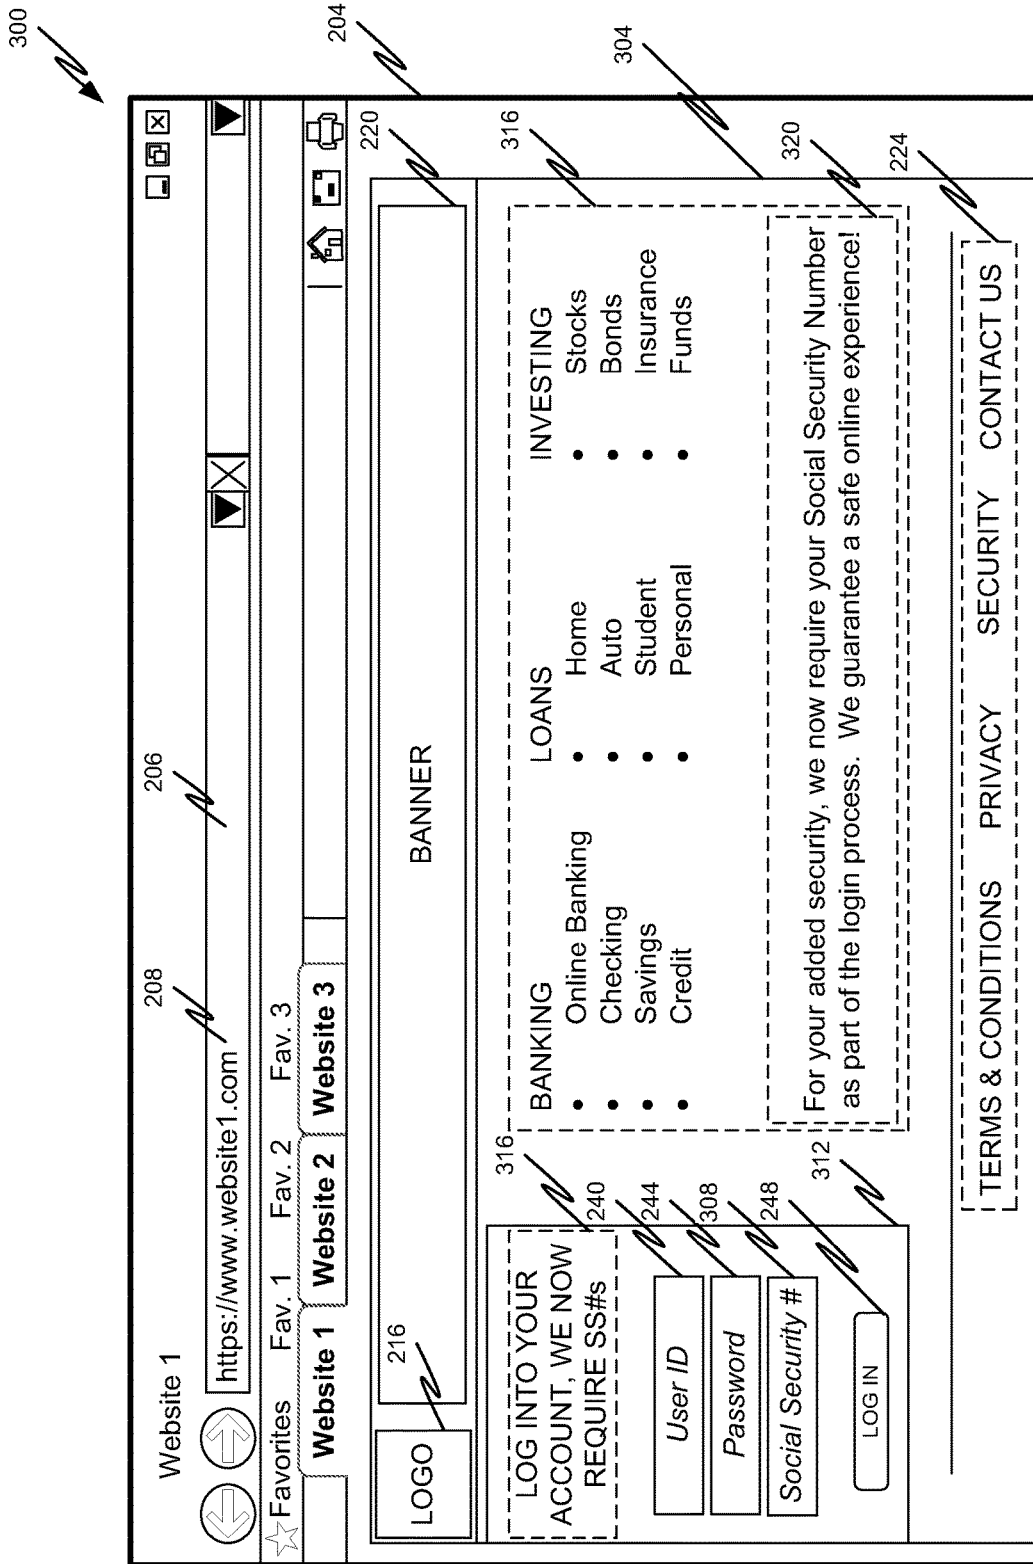 300
204
Website 1
206
208
https://www.website1.com
Favorites Fav. 1 Fav. 2 Fav. 3
Website 1 Website 2 Website 3
220
216
LOGO
BANNER
316
304
LOG INTO YOUR
ACCOUNT, WE NOW
REQUIRE SS#s
316
240
User ID
244
Password
308
Social Security #
248
LOG IN
312
BANKING LOANS INVESTING
• Online Banking • Home • Stocks
• Checking • Auto • Bonds
• Savings • Student • Insurance
• Credit • Personal • Funds
320
For your added security, we now require your Social Security Number
as part of the login process. We guarantee a safe online experience!
224
TERMS & CONDITIONS PRIVACY SECURITY CONTACT US